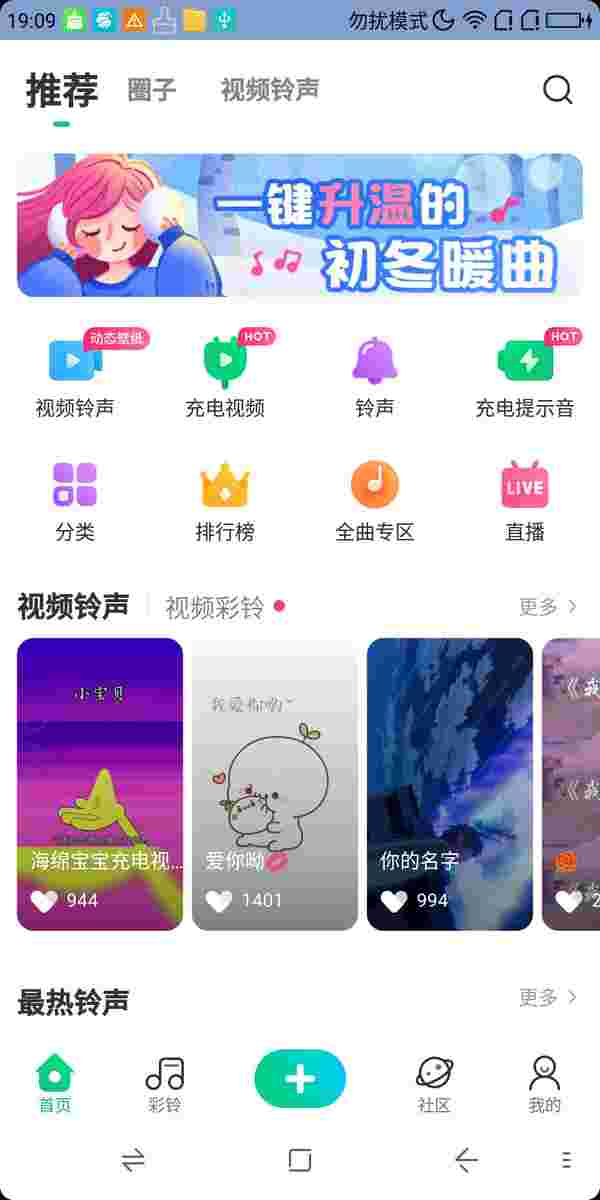 19:09 勿扰模式
推荐 圈子 视频铃声
一键升温的
初冬暖曲
动态壁纸 HOT HOT
视频铃声 充电视频 铃声 充电提示音
LIVE
分类 排行榜 全曲专区 直播
视频铃声 视频彩铃 更多
小宝贝
我爱你哟~
《我
《我
海绵宝宝充电视... 爱你呦 你的名字
《我
944 1401 994 2
最热铃声 更多
首页 彩铃 社区 我的